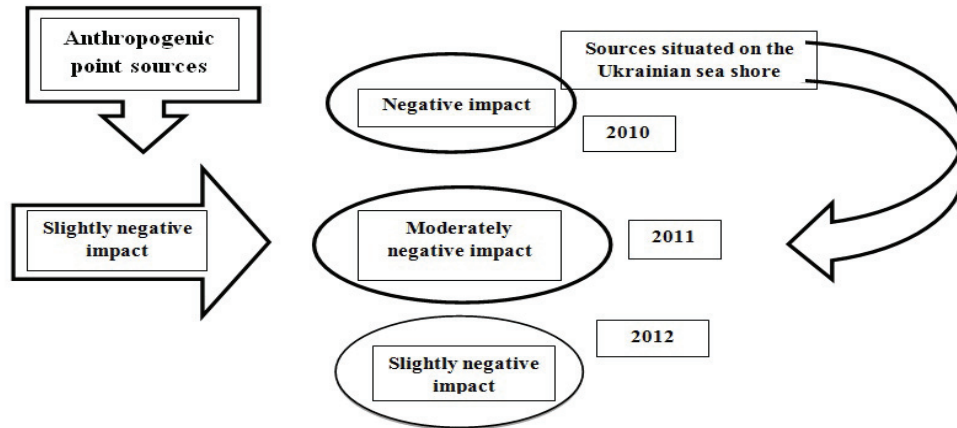 Anthropogenic
point sources
Sources situated on the
Ukrainian sea shore
Negative impact
2010
Slightly negative
impact
Moderately
negative impact
2011
2012
Slightly negative
impact